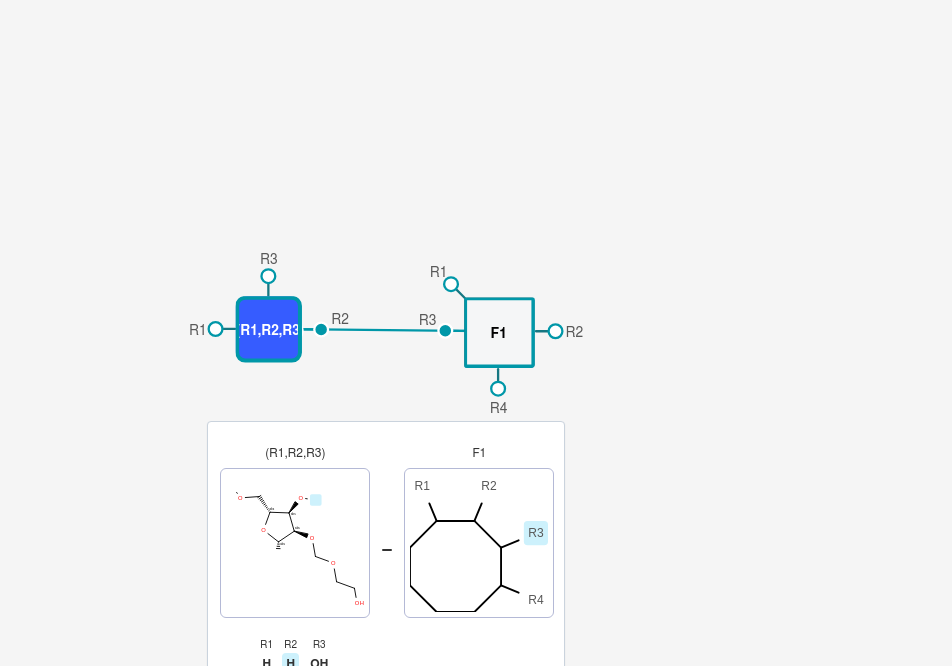 R3
R1
R1
R1,R2,R3
R2
R3
F1
R2
R4
(R1,R2,R3)
F1
R1 R2
R3
R4
O
O
O
O
O
OH
R1 R2 R3
H H OH